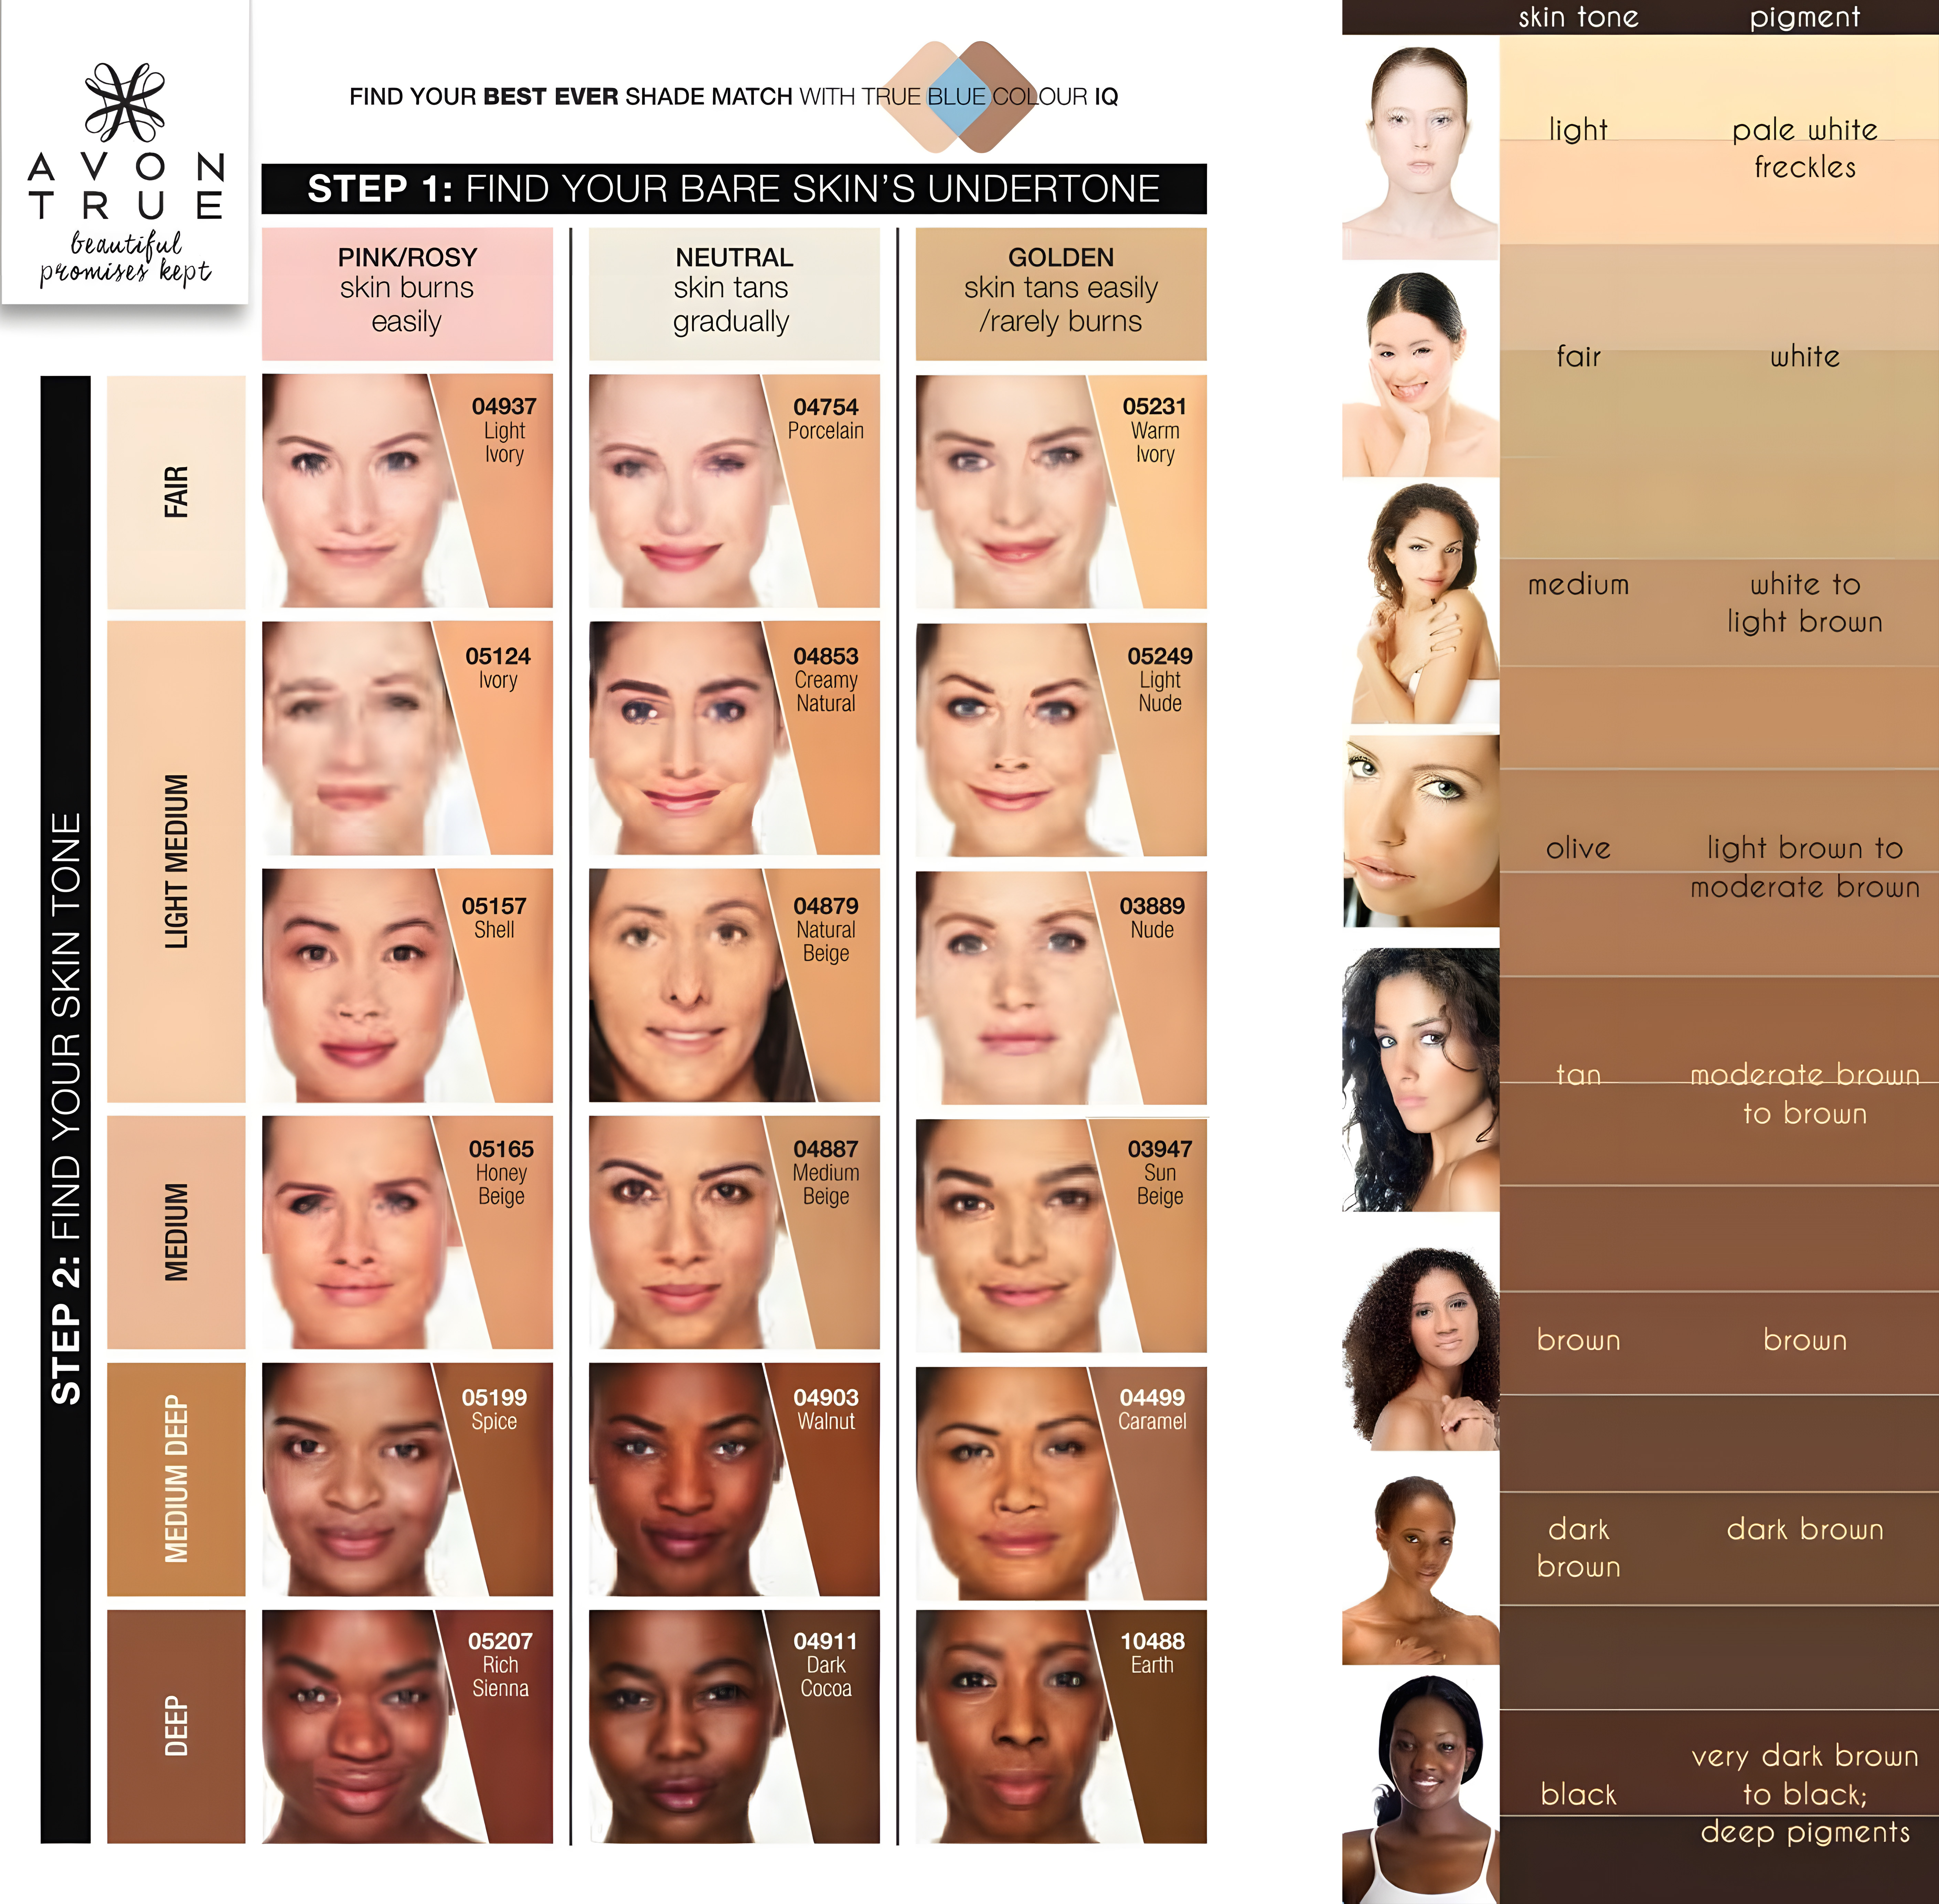 AVON
TRUE
beautiful
promises kept
FIND YOUR BEST EVER SHADE MATCH WITH TRUE BLUE COLOUR IQ
STEP 1: FIND YOUR BARE SKIN'S UNDERTONE
PINK/ROSY
skin burns
easily
NEUTRAL
skin tans
gradually
GOLDEN
skin tans easily
/rarely burns
STEP 2: FIND YOUR SKIN TONE
FAIR
04937
Light
Ivory
04754
Porcelain
05231
Warm
Ivory
LIGHT MEDIUM
05124
Ivory
04853
Creamy
Natural
05249
Light
Nude
05157
Shell
04879
Natural
Beige
03889
Nude
MEDIUM
05165
Honey
Beige
04887
Medium
Beige
03947
Sun
Beige
MEDIUM DEEP
05199
Spice
04903
Walnut
04499
Caramel
DEEP
05207
Rich
Sienna
04911
Dark
Cocoa
10488
Earth
skin tone pigment
light
pale white
freckles
fair
white
medium
white to
light brown
olive
light brown to
moderate brown
tan
moderate brown
to brown
brown
brown
dark
brown
dark brown
black
very dark brown
to black;
deep pigments